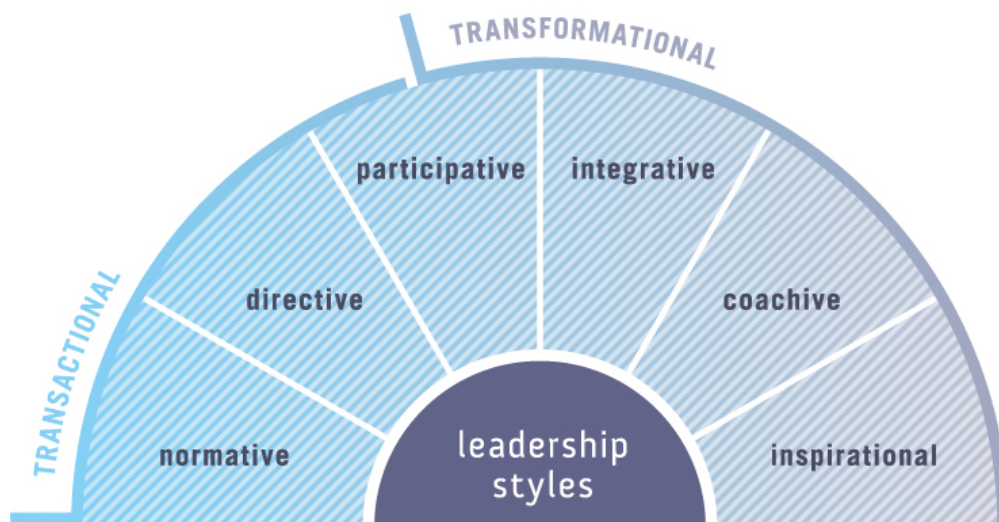 TRANSFORMATIONAL
TRANSACTIONAL
participative
integrative
directive
coachive
normative
inspirational
leadership
styles